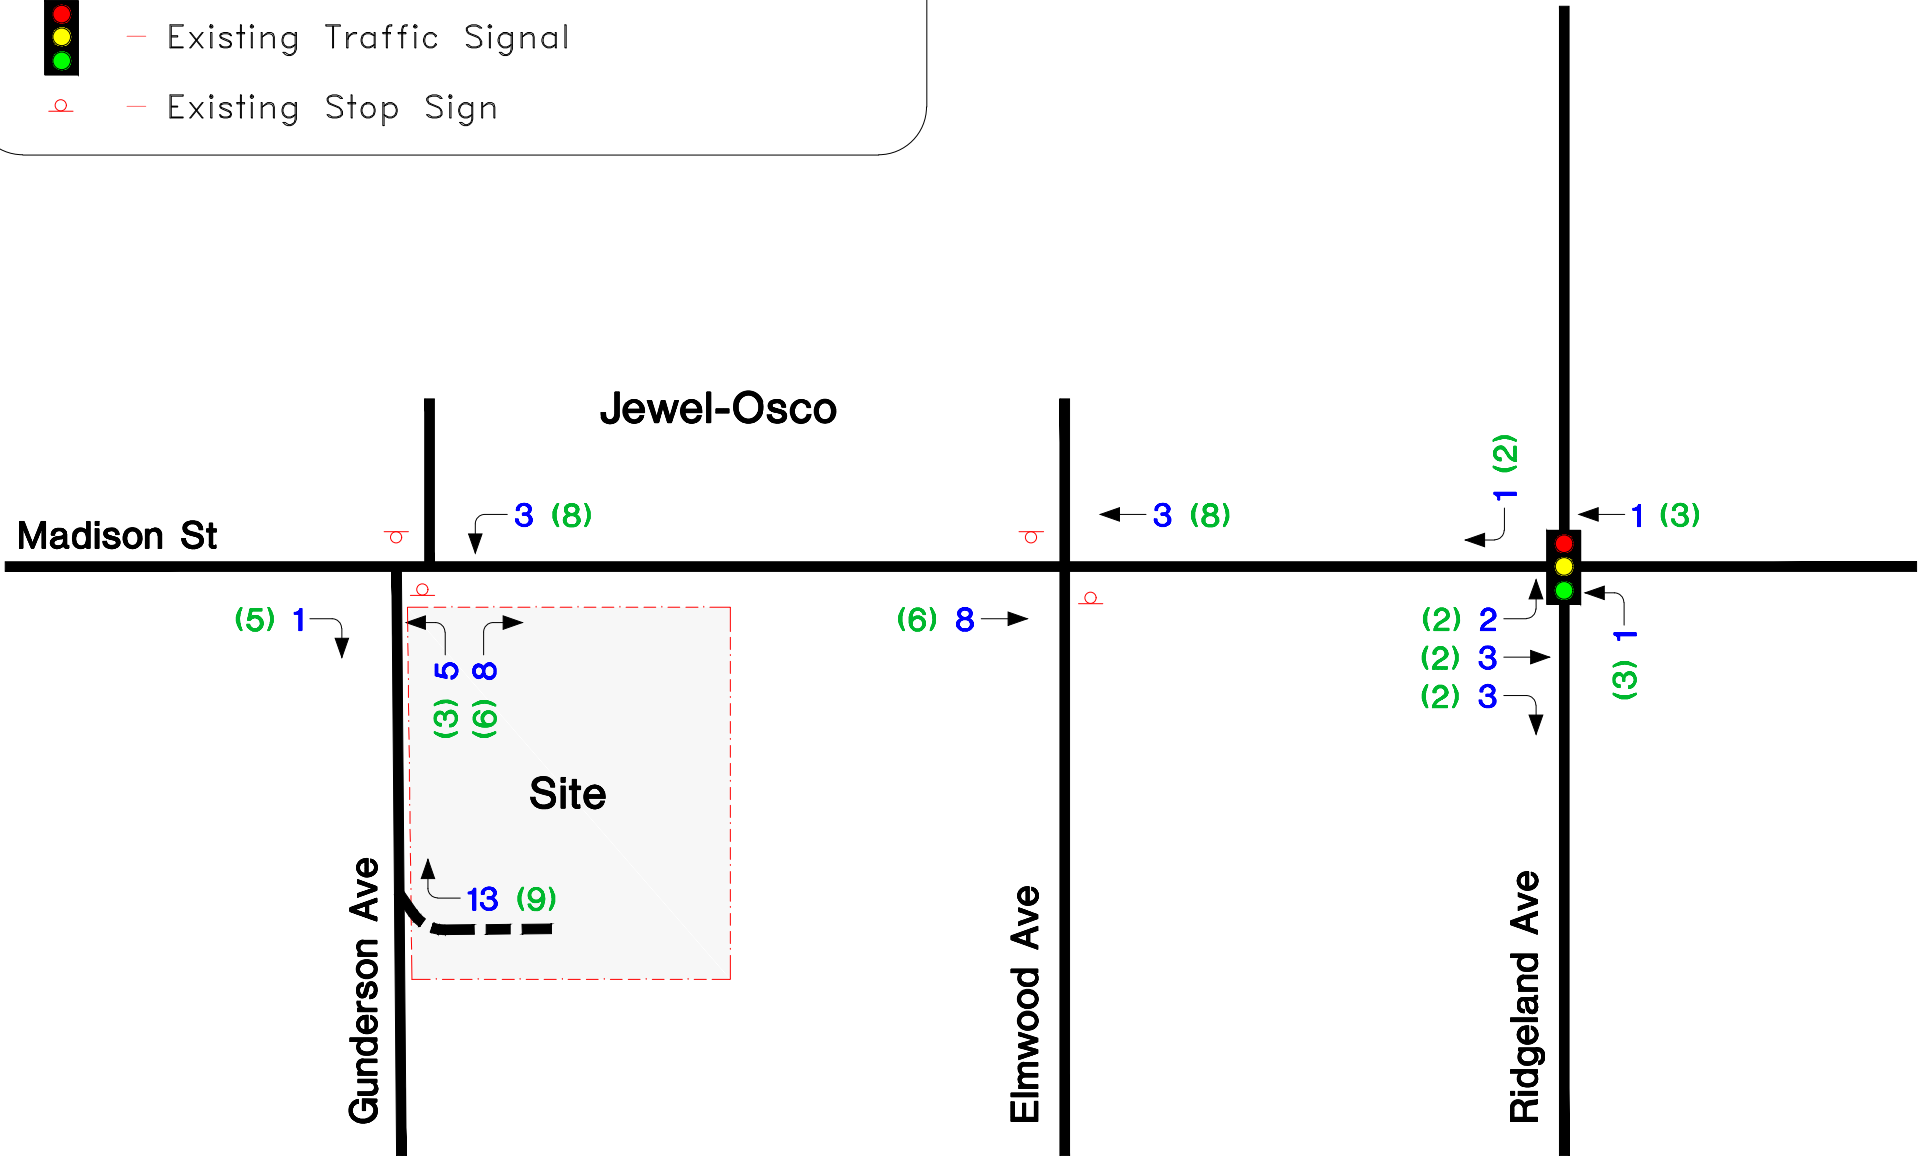 – Existing Traffic Signal
– Existing Stop Sign
Jewel-Osco
Madison St
3 (8)
3 (8)
1 (2)
1 (3)
(5) 1
5 (3)
8 (6)
(6) 8
(2) 2
(2) 3
(2) 3
1 (3)
Site
13 (9)
Gunderson Ave
Elmwood Ave
Ridgeland Ave